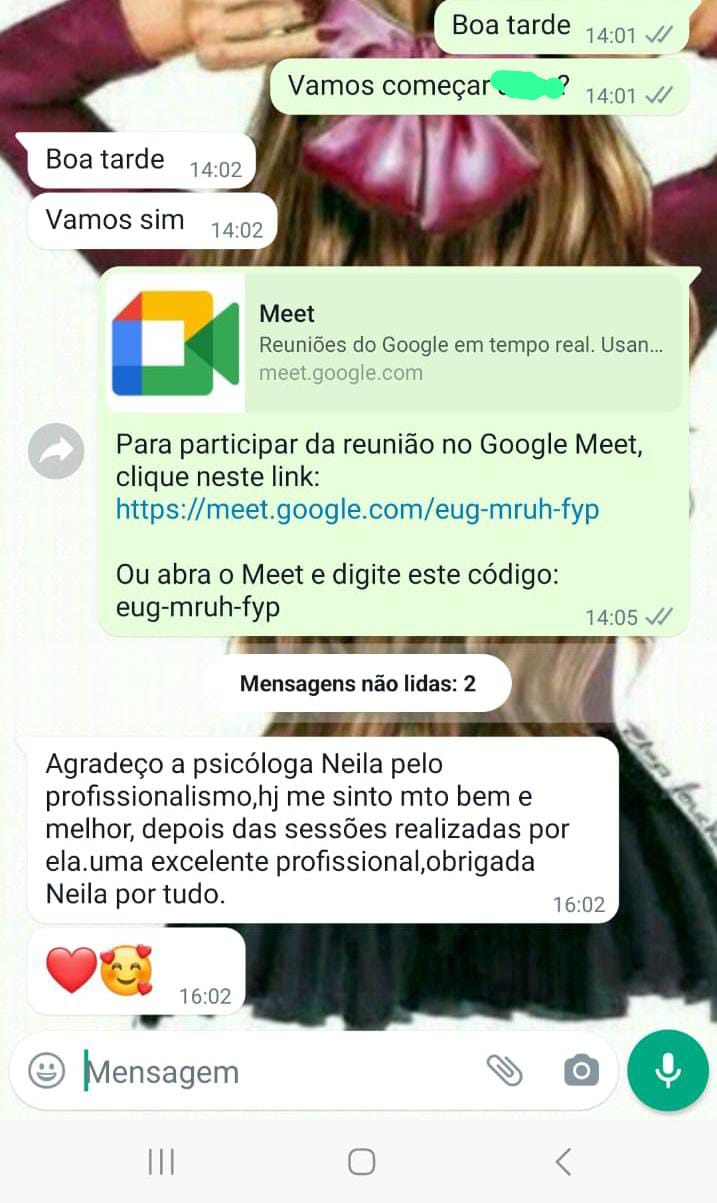 Boa tarde 14:01
Vamos começar ? 14:01
Boa tarde 14:02
Vamos sim 14:02
Meet
Reuniões do Google em tempo real. Usan...
meet.google.com
Para participar da reunião no Google Meet,
clique neste link:
https://meet.google.com/eug-mruh-fyp
Ou abra o Meet e digite este código:
eug-mruh-fyp 14:05
Mensagens não lidas: 2
Agradeço a psicóloga Neila pelo
profissionalismo,hj me sinto mto bem e
melhor, depois das sessões realizadas por
ela.uma excelente profissional,obrigada
Neila por tudo. 16:02
❤️🥰 16:02
Mensagem